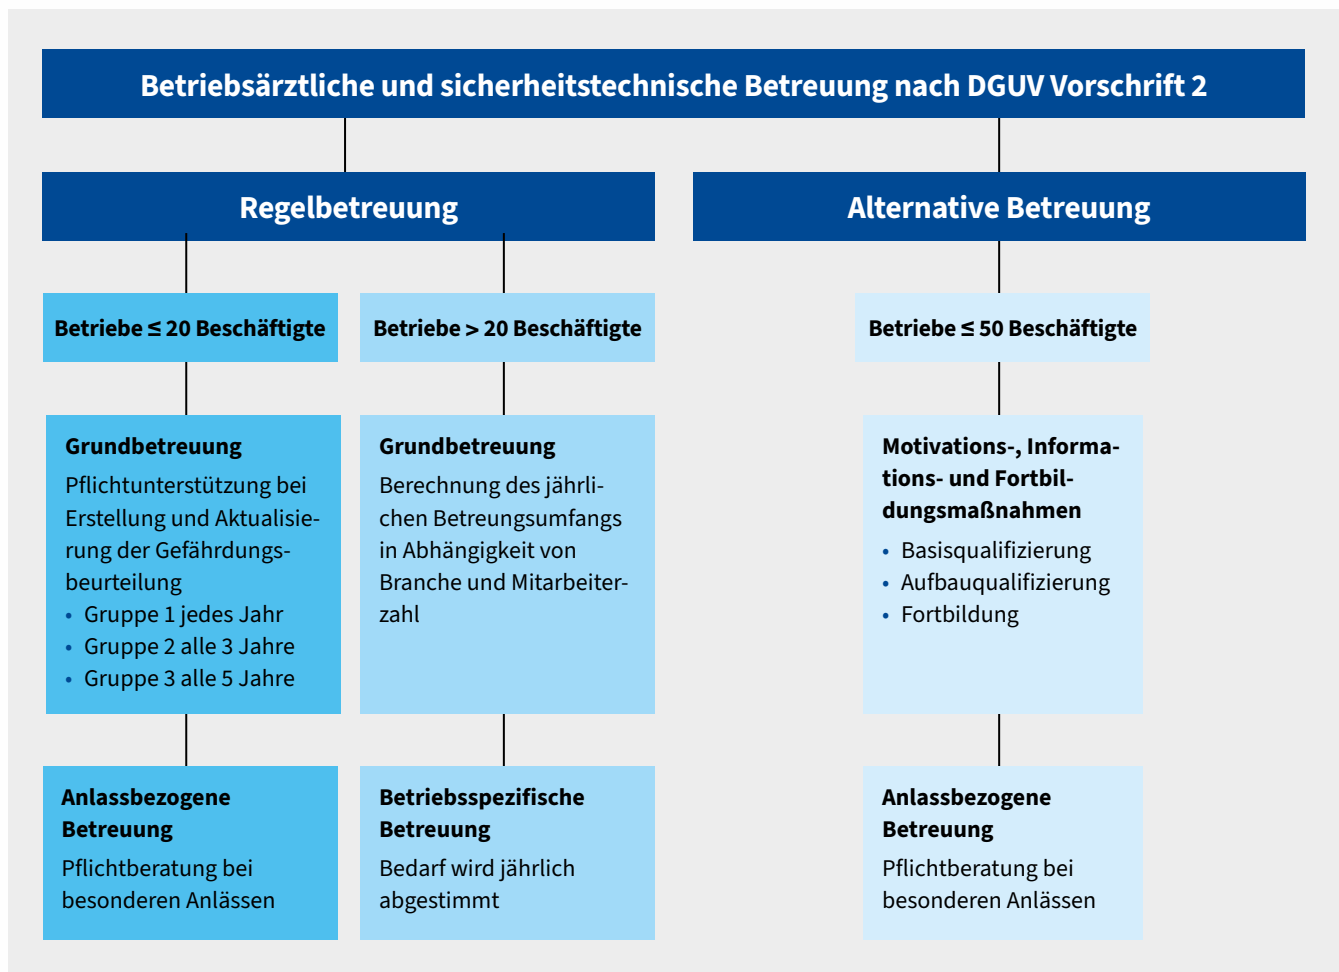 Betriebsärztliche und sicherheitstechnische Betreuung nach DGUV Vorschrift 2
Regelbetreuung
Alternative Betreuung
Betriebe ≤ 20 Beschäftigte
Betriebe > 20 Beschäftigte
Betriebe ≤ 50 Beschäftigte
Grundbetreuung
Pflichtunterstützung bei
Erstellung und Aktualisie-
rung der Gefährdungs-
beurteilung
• Gruppe 1 jedes Jahr
• Gruppe 2 alle 3 Jahre
• Gruppe 3 alle 5 Jahre
Grundbetreuung
Berechnung des jährli-
chen Betreungsumfangs
in Abhängigkeit von
Branche und Mitarbeiter-
zahl
Motivations-, Informa-
tions- und Fortbil-
dungsmaßnahmen
• Basisqualifizierung
• Aufbauqualifizierung
• Fortbildung
Anlassbezogene
Betreuung
Pflichtberatung bei
besonderen Anlässen
Betriebsspezifische
Betreuung
Bedarf wird jährlich
abgestimmt
Anlassbezogene
Betreuung
Pflichtberatung bei
besonderen Anlässen